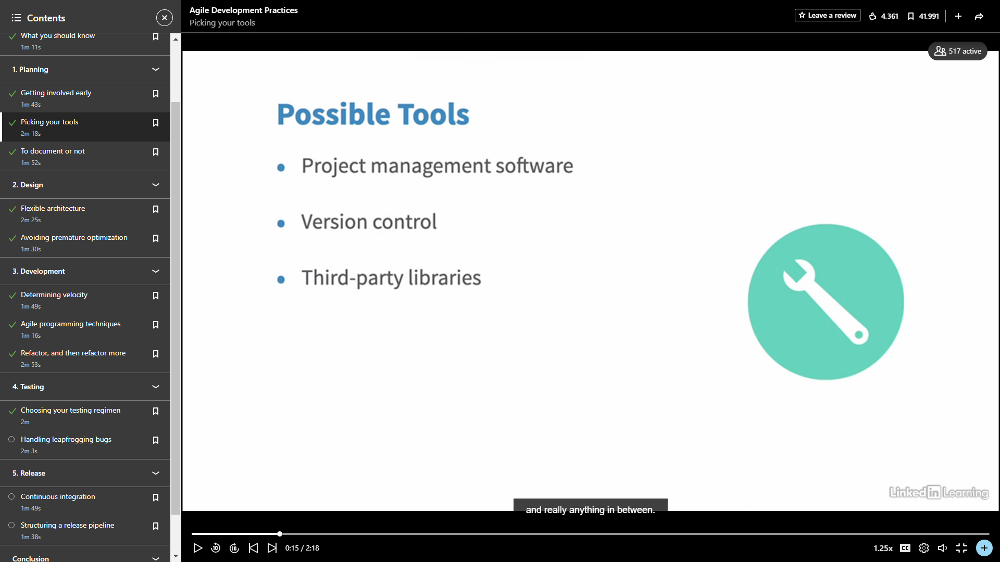 Contents
Agile Development Practices
Picking your tools
Leave a review
4,361
41,991
What you should know
1m 11s
517 active
1. Planning
Getting involved early
1m 43s
Picking your tools
2m 18s
To document or not
1m 52s
2. Design
Flexible architecture
2m 25s
Avoiding premature optimization
1m 30s
3. Development
Determining velocity
1m 49s
Agile programming techniques
1m 16s
Refactor, and then refactor more
2m 53s
4. Testing
Choosing your testing regimen
2m
Handling leapfrogging bugs
2m 3s
5. Release
Continuous integration
1m 49s
Structuring a release pipeline
1m 38s
Conclusion
Possible Tools
• Project management software
• Version control
• Third-party libraries
Linked in Learning
and really anything in between.
10
10
0:15 / 2:18
1.25x
CC